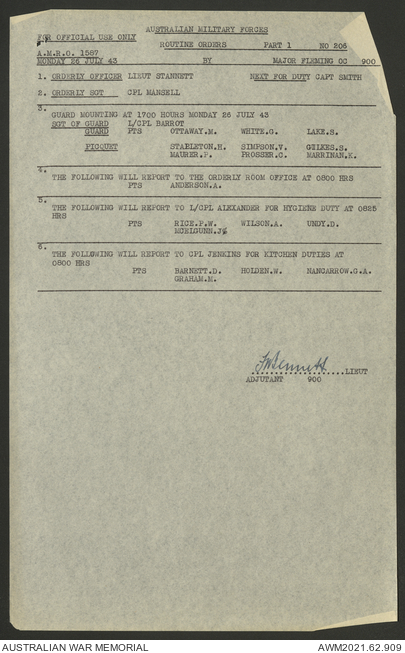 AUSTRALIAN MILITARY FORCES
FOR OFFICIAL USE ONLY
ROUTINE ORDERS PART 1 NO 206
A.M.R.O. 1587
MONDAY 26 JULY 43 BY MAJOR FLEMING OC 900
1. ORDERLY OFFICER LIEUT STANNETT NEXT FOR DUTY CAPT SMITH
2. ORDERLY SGT CPL MANSELL
3.
GUARD MOUNTING AT 1700 HOURS MONDAY 26 JULY 43
SGT OF GUARD L/CPL BARROT
GUARD PTS OTTAWAY.M. WHITE.G. LAKE.S.
PICQUET STABLETON.H. SIMPSON.V. GILKES.S.
MAURER.P. PROSSER.C. MARRINAN.K.
4.
THE FOLLOWING WILL REPORT TO THE ORDERLY ROOM OFFICE AT 0800 HRS
PTS ANDERSON.A.
5.
THE FOLLOWING WILL REPORT TO L/CPL ALEXANDER FOR HYGIENE DUTY AT 0825
HRS
PTS RICE.P.W. WILSON.A. UNDY.D.
MCELGUNN.J
6.
THE FOLLOWING WILL REPORT TO CPL JENKINS FOR KITCHEN DUTIES AT
0800 HRS
PTS BARNETT.D. HOLDEN.W. NANCARROW.G.A.
GRAHAM.M.
LIEUT
ADJUTANT 900
AUSTRALIAN WAR MEMORIAL AWM2021.62.909